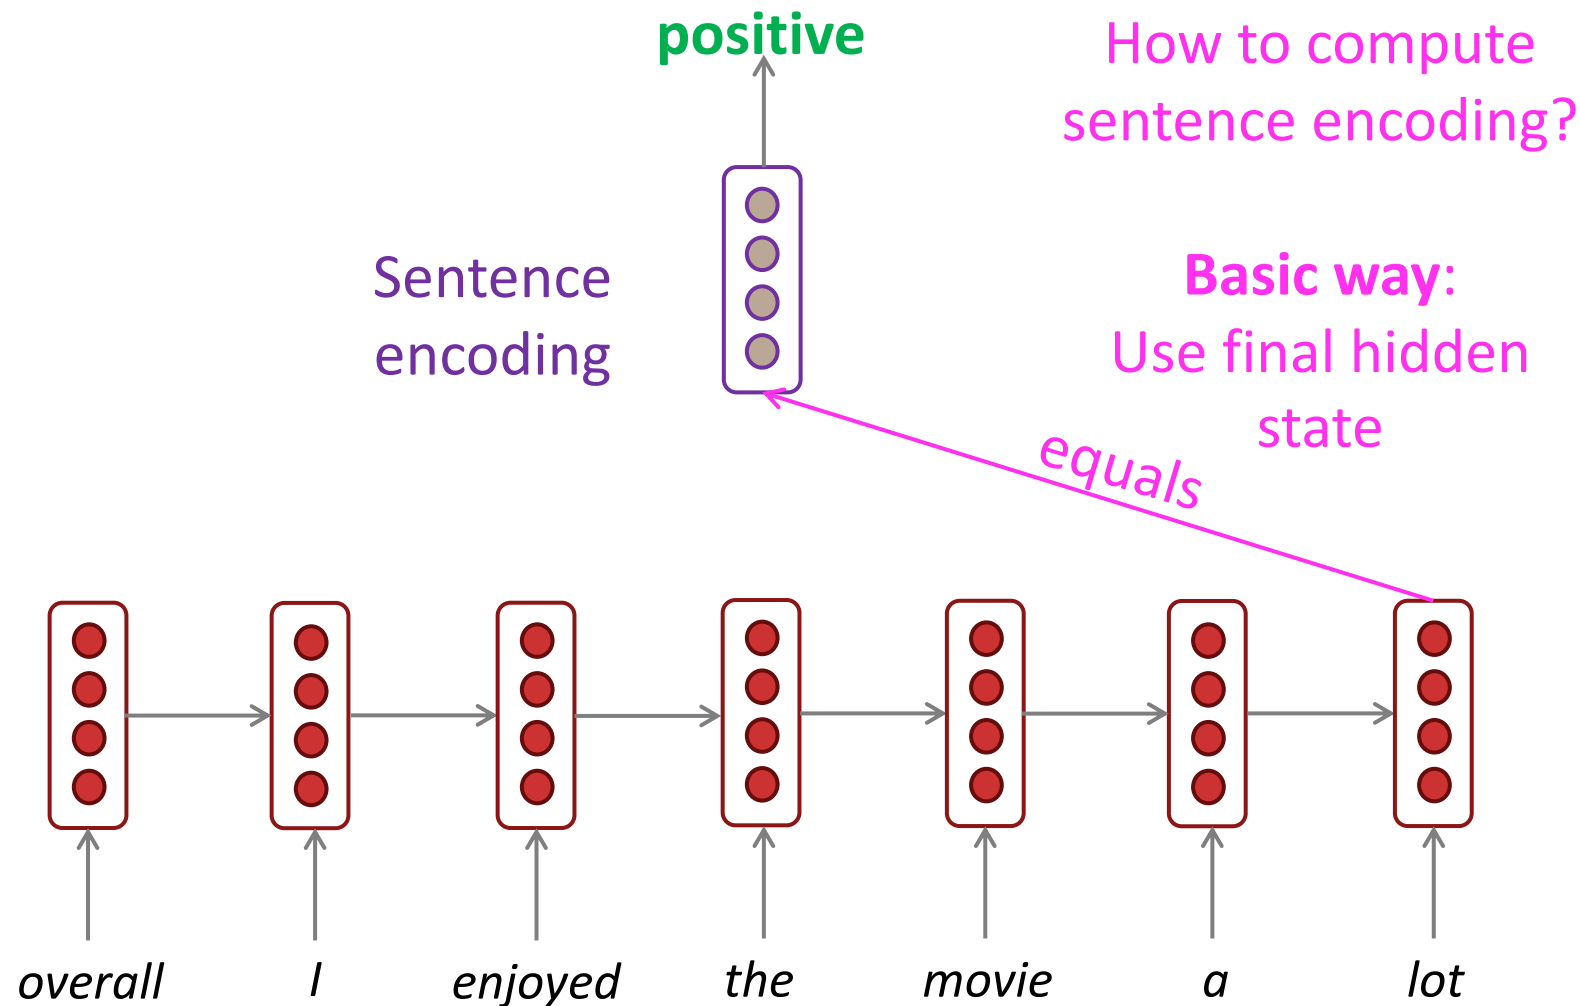 positive
How to compute
sentence encoding?
Sentence
encoding
Basic way:
Use final hidden
state
equals
overall I enjoyed the movie a lot